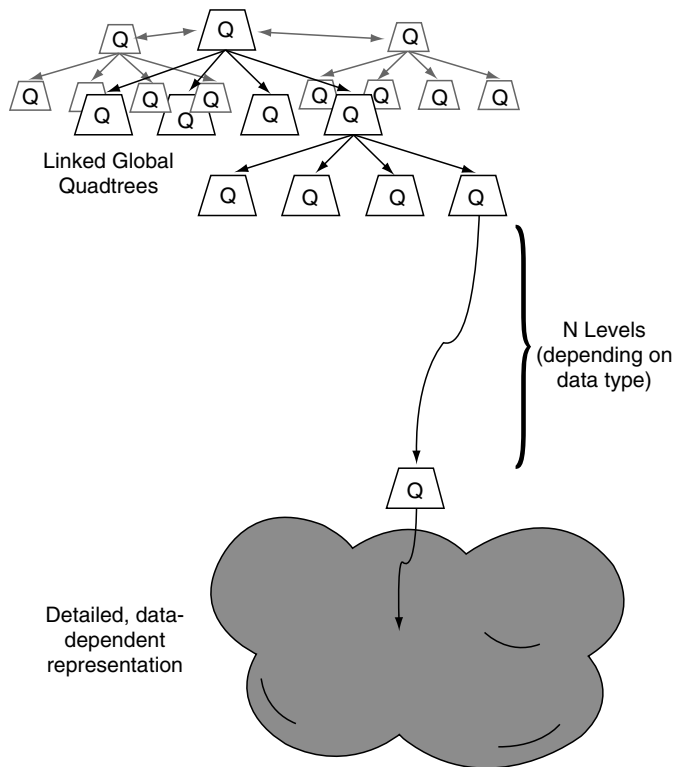 Q
Q
Q
Q
Q
Q
Q
Q
Q
Q
Q
Q
Q
Q
Linked Global
Quadtrees
Q
Q
Q
Q
N Levels
(depending on
data type)
Q
Detailed, data-
dependent
representation